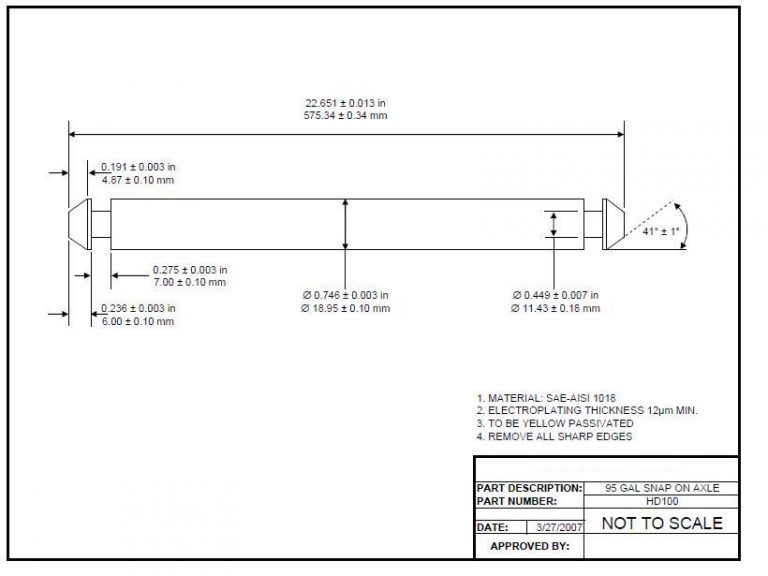 22.651 ± 0.013 in
575.34 ± 0.34 mm
0.191 ± 0.003 in
4.87 ± 0.10 mm
41° ± 1°
0.275 ± 0.003 in
7.00 ± 0.10 mm
0.236 ± 0.003 in
6.00 ± 0.10 mm
Ø 0.746 ± 0.003 in
Ø 18.95 ± 0.10 mm
Ø 0.449 ± 0.007 in
Ø 11.43 ± 0.18 mm
1. MATERIAL: SAE-AISI 1018
2. ELECTROPLATING THICKNESS 12µm MIN.
3. TO BE YELLOW PASSIVATED
4. REMOVE ALL SHARP EDGES
PART DESCRIPTION: 95 GAL SNAP ON AXLE
PART NUMBER: HD100
DATE: 3/27/2007 NOT TO SCALE
APPROVED BY: